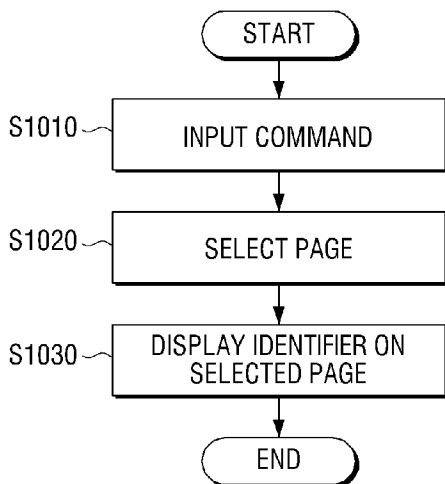 START
S1010
INPUT COMMAND
S1020
SELECT PAGE
S1030
DISPLAY IDENTIFIER ON
SELECTED PAGE
END